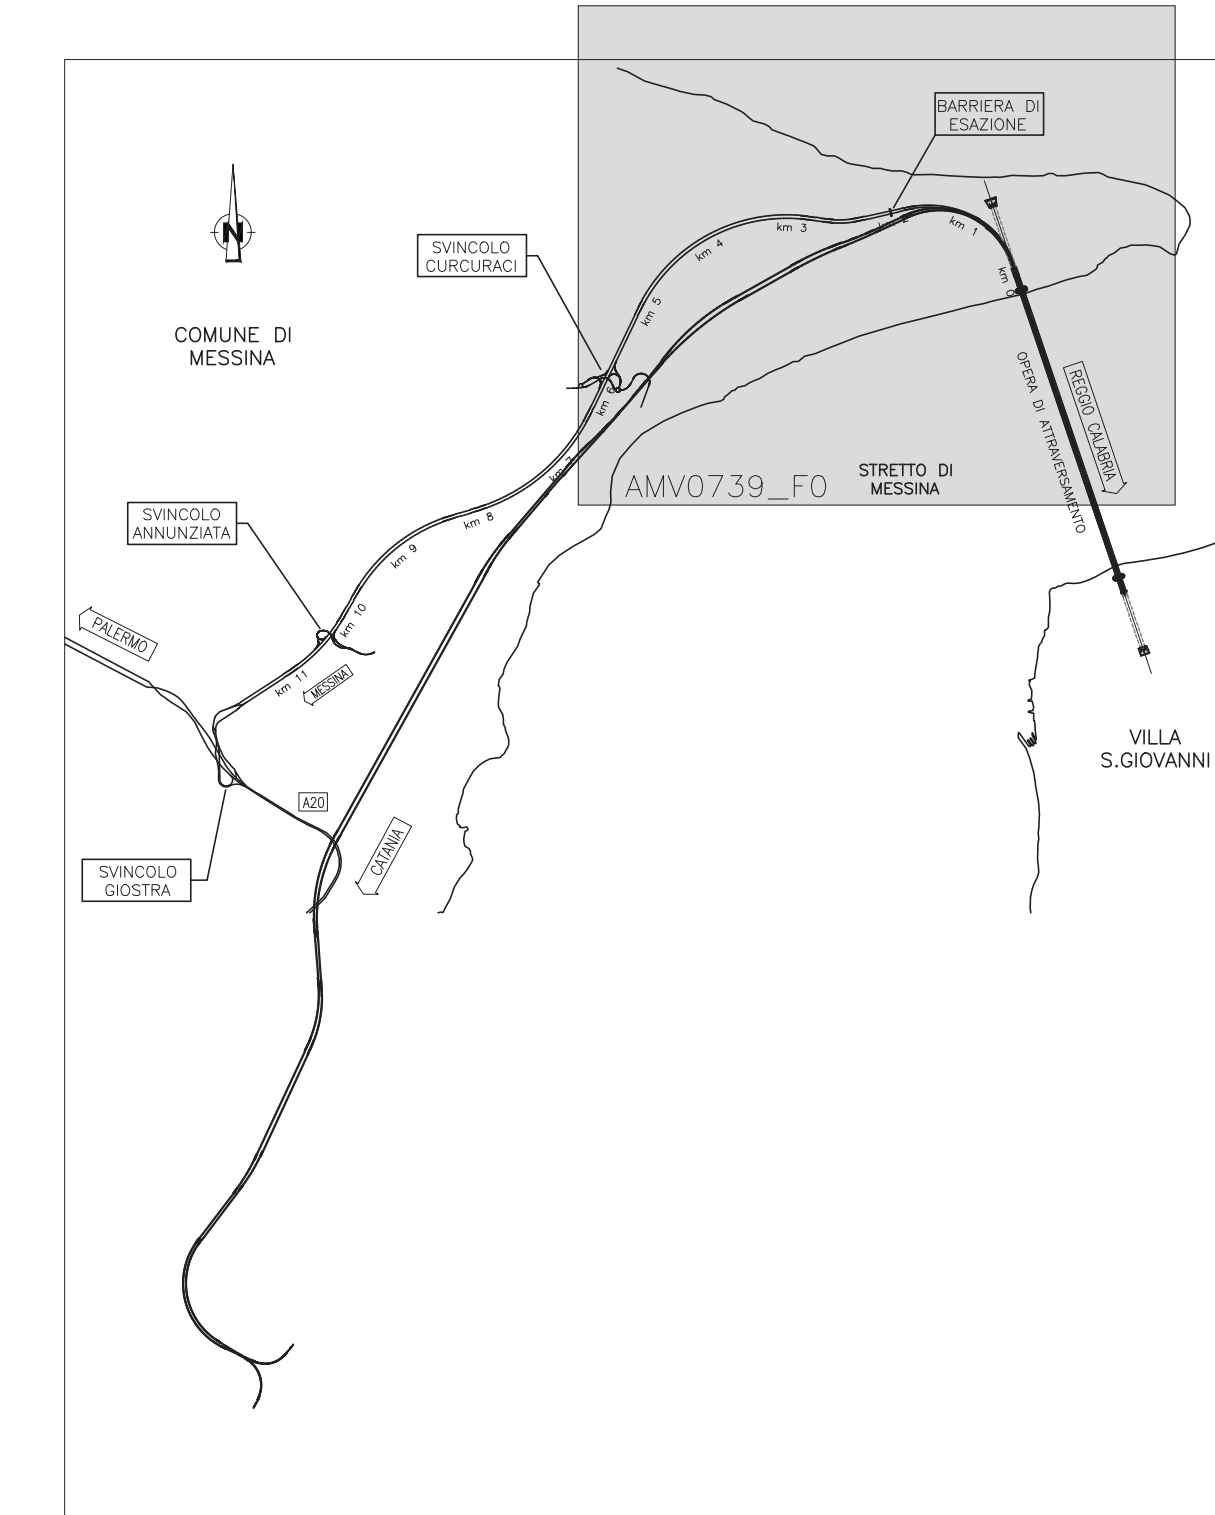 BARRIERA DI
ESAZIONE
N
SVINCOLO
CURCURACI
COMUNE DI
MESSINA
km 0
km 1
km 2
km 3
km 4
km 5
km 6
km 7
km 8
km 9
km 10
km 11
OPERA DI ATTRAVERSAMENTO
REGGIO CALABRIA
AMV0739_F0
STRETTO DI
MESSINA
SVINCOLO
ANNUNZIATA
PALERMO
MESSINA
VILLA
S.GIOVANNI
A20
CATANIA
SVINCOLO
GIOSTRA